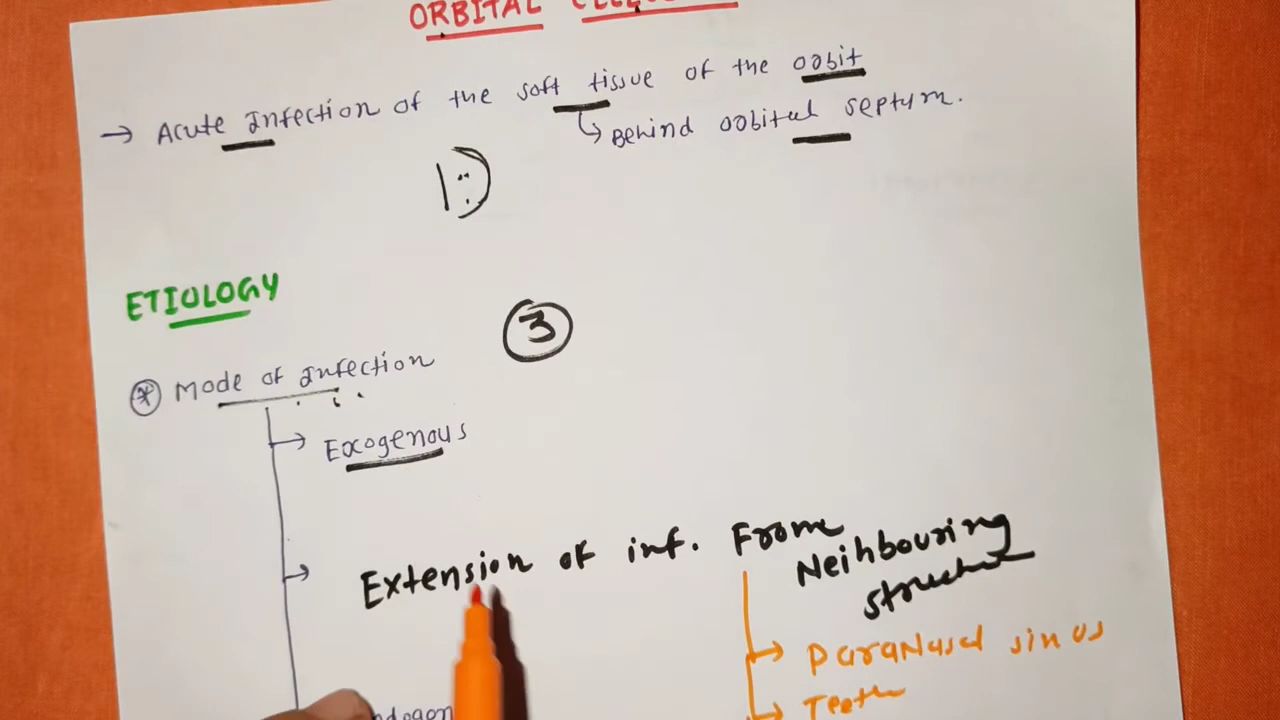 ORBITAL
→ Acute Infection of the soft tissue of the orbit
↳ Behind orbital septum.
ETIOLOGY
③
* Mode of Infection
→ Exogenous
→ Extension of inf. From
Neihbouring
→ Paranasal sinus
→ Teeth